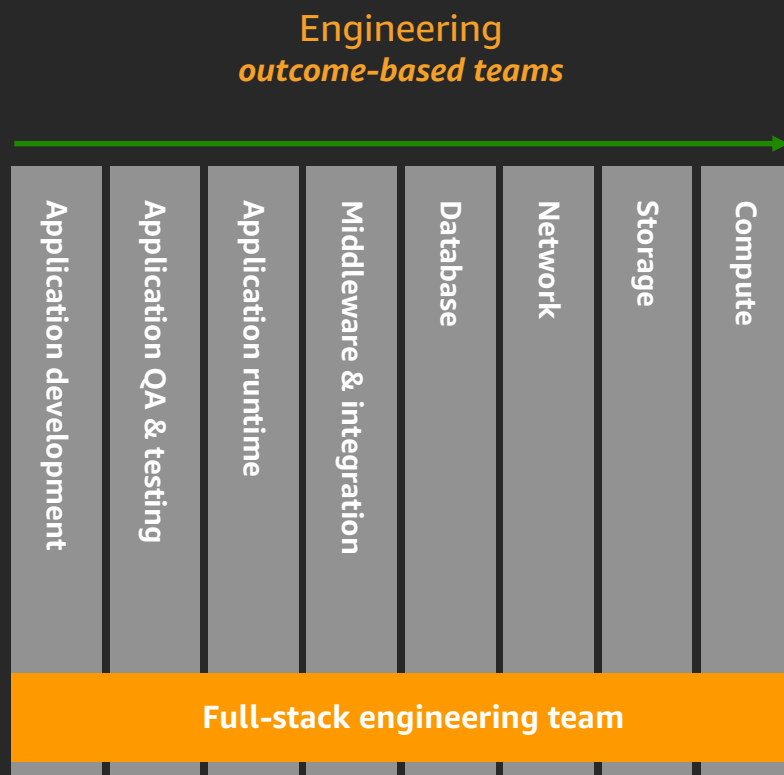 Engineering
outcome-based teams
Application development
Application QA & testing
Application runtime
Middleware & integration
Database
Network
Storage
Compute
Full-stack engineering team